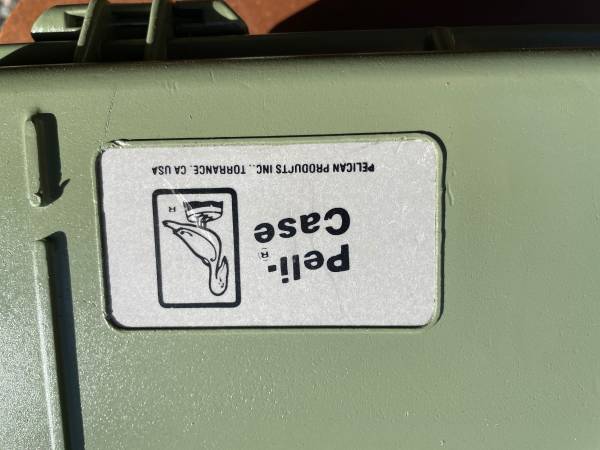 Peli-®
Case
R
PELICAN PRODUCTS INC., TORRANCE, CA USA